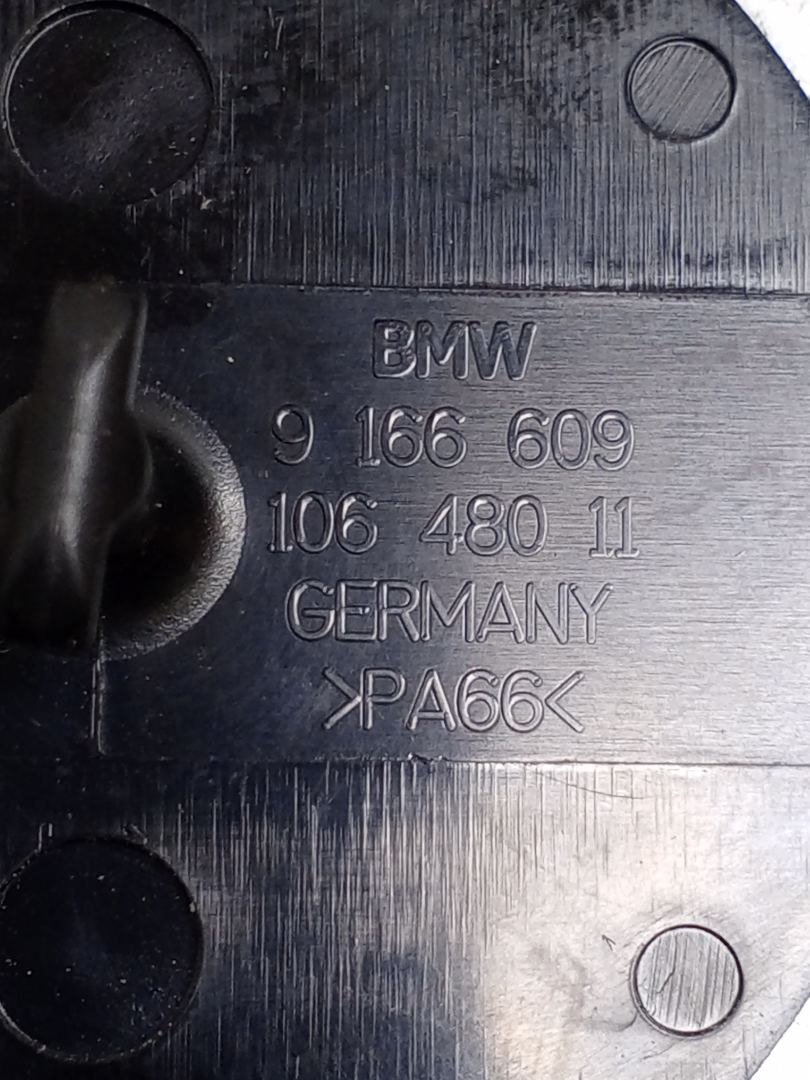 BMW
9 166 609
106 480 11
GERMANY
>PA66<